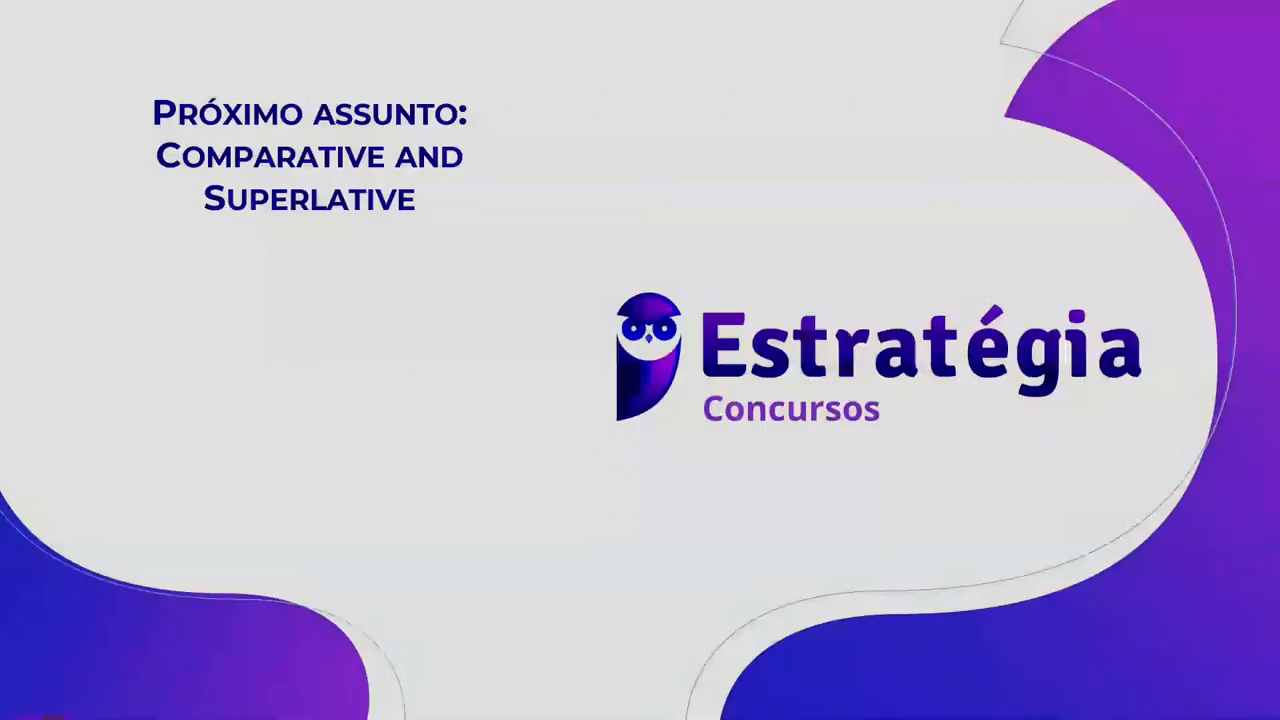 PRÓXIMO ASSUNTO:
COMPARATIVE AND
SUPERLATIVE
Estratégia
Concursos